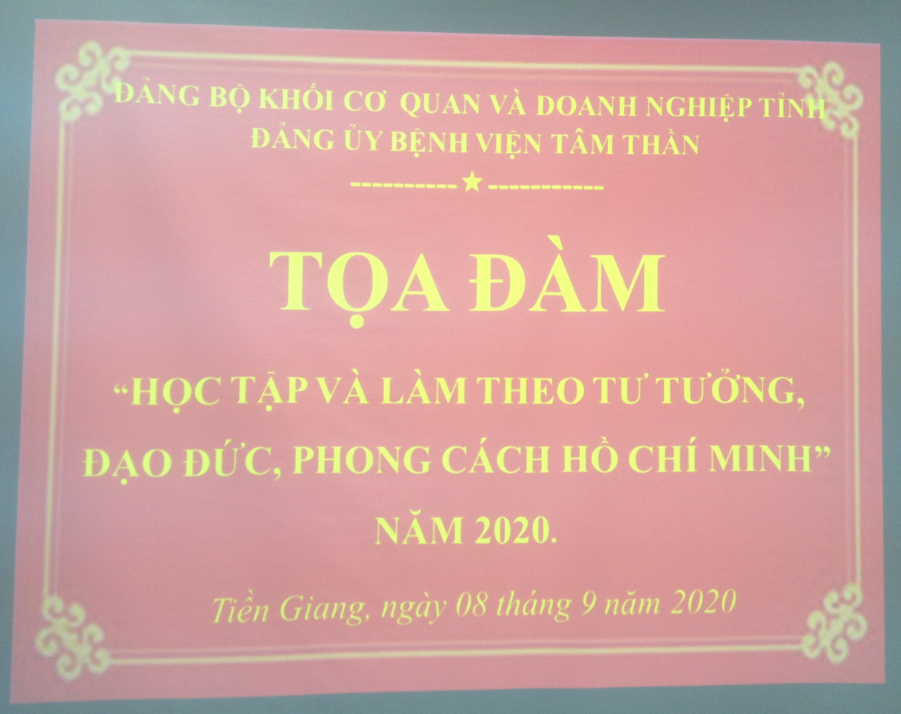 ĐẢNG BỘ KHỐI CƠ QUAN VÀ DOANH NGHIỆP TỈNH
ĐẢNG ỦY BỆNH VIỆN TÂM THẦN
----------★-----------
TỌA ĐÀM
“HỌC TẬP VÀ LÀM THEO TƯ TƯỞNG,
ĐẠO ĐỨC, PHONG CÁCH HỒ CHÍ MINH”
NĂM 2020.
Tiền Giang, ngày 08 tháng 9 năm 2020